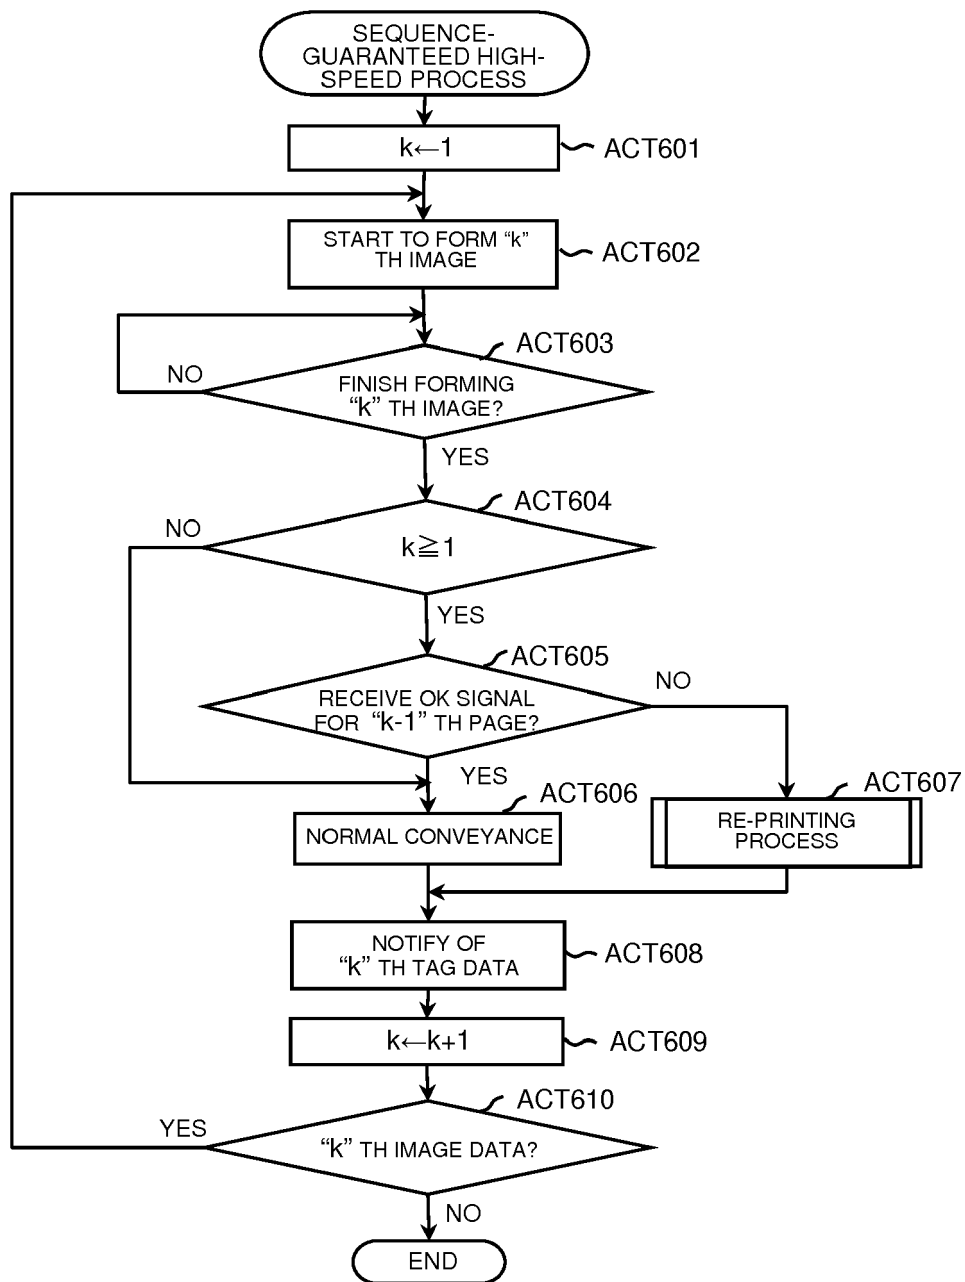 SEQUENCE-
GUARANTEED HIGH-
SPEED PROCESS
k←1
ACT601
START TO FORM “k”
TH IMAGE
ACT602
ACT603
NO
FINISH FORMING
“k” TH IMAGE?
YES
ACT604
NO
k≧1
YES
ACT605
NO
RECEIVE OK SIGNAL
FOR “k-1” TH PAGE?
YES
ACT606
ACT607
NORMAL CONVEYANCE
RE-PRINTING
PROCESS
NOTIFY OF
“k” TH TAG DATA
ACT608
k←k+1
ACT609
ACT610
YES
“k” TH IMAGE DATA?
NO
END